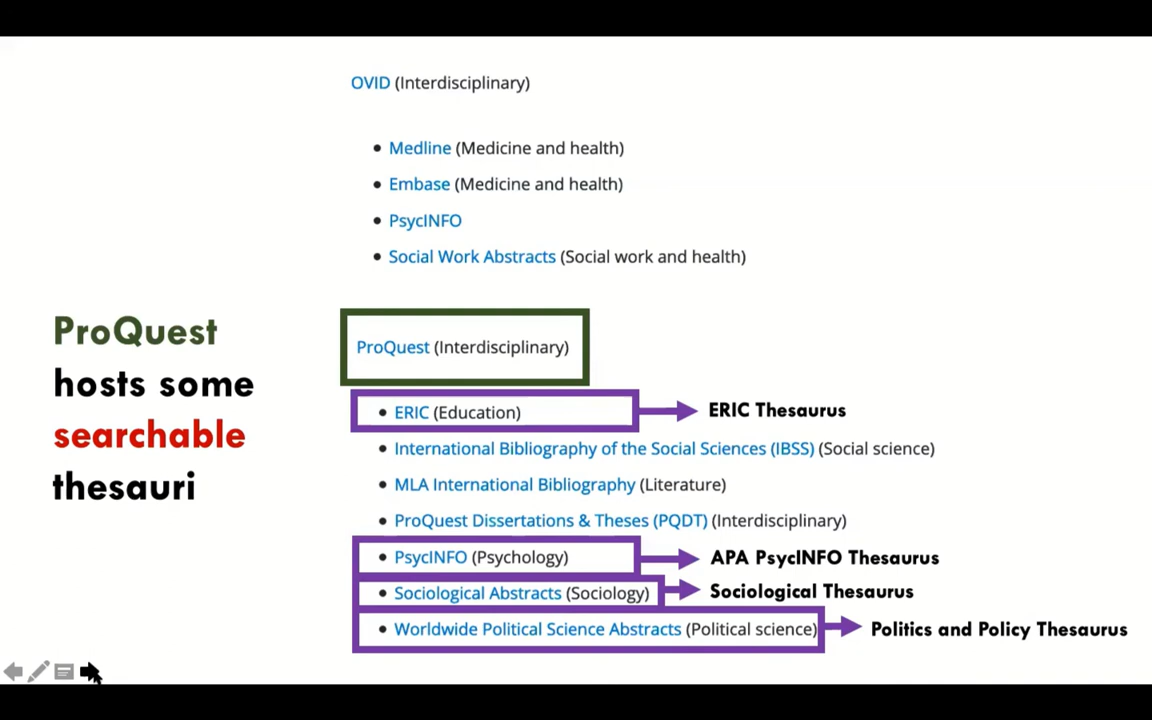 OVID (Interdisciplinary)
• Medline (Medicine and health)
• Embase (Medicine and health)
• PsycINFO
• Social Work Abstracts (Social work and health)
ProQuest
hosts some
searchable
thesauri
ProQuest (Interdisciplinary)
• ERIC (Education)
ERIC Thesaurus
• International Bibliography of the Social Sciences (IBSS) (Social science)
• MLA International Bibliography (Literature)
• ProQuest Dissertations & Theses (PQDT) (Interdisciplinary)
• PsycINFO (Psychology)
APA PsycINFO Thesaurus
• Sociological Abstracts (Sociology)
Sociological Thesaurus
• Worldwide Political Science Abstracts (Political science)
Politics and Policy Thesaurus